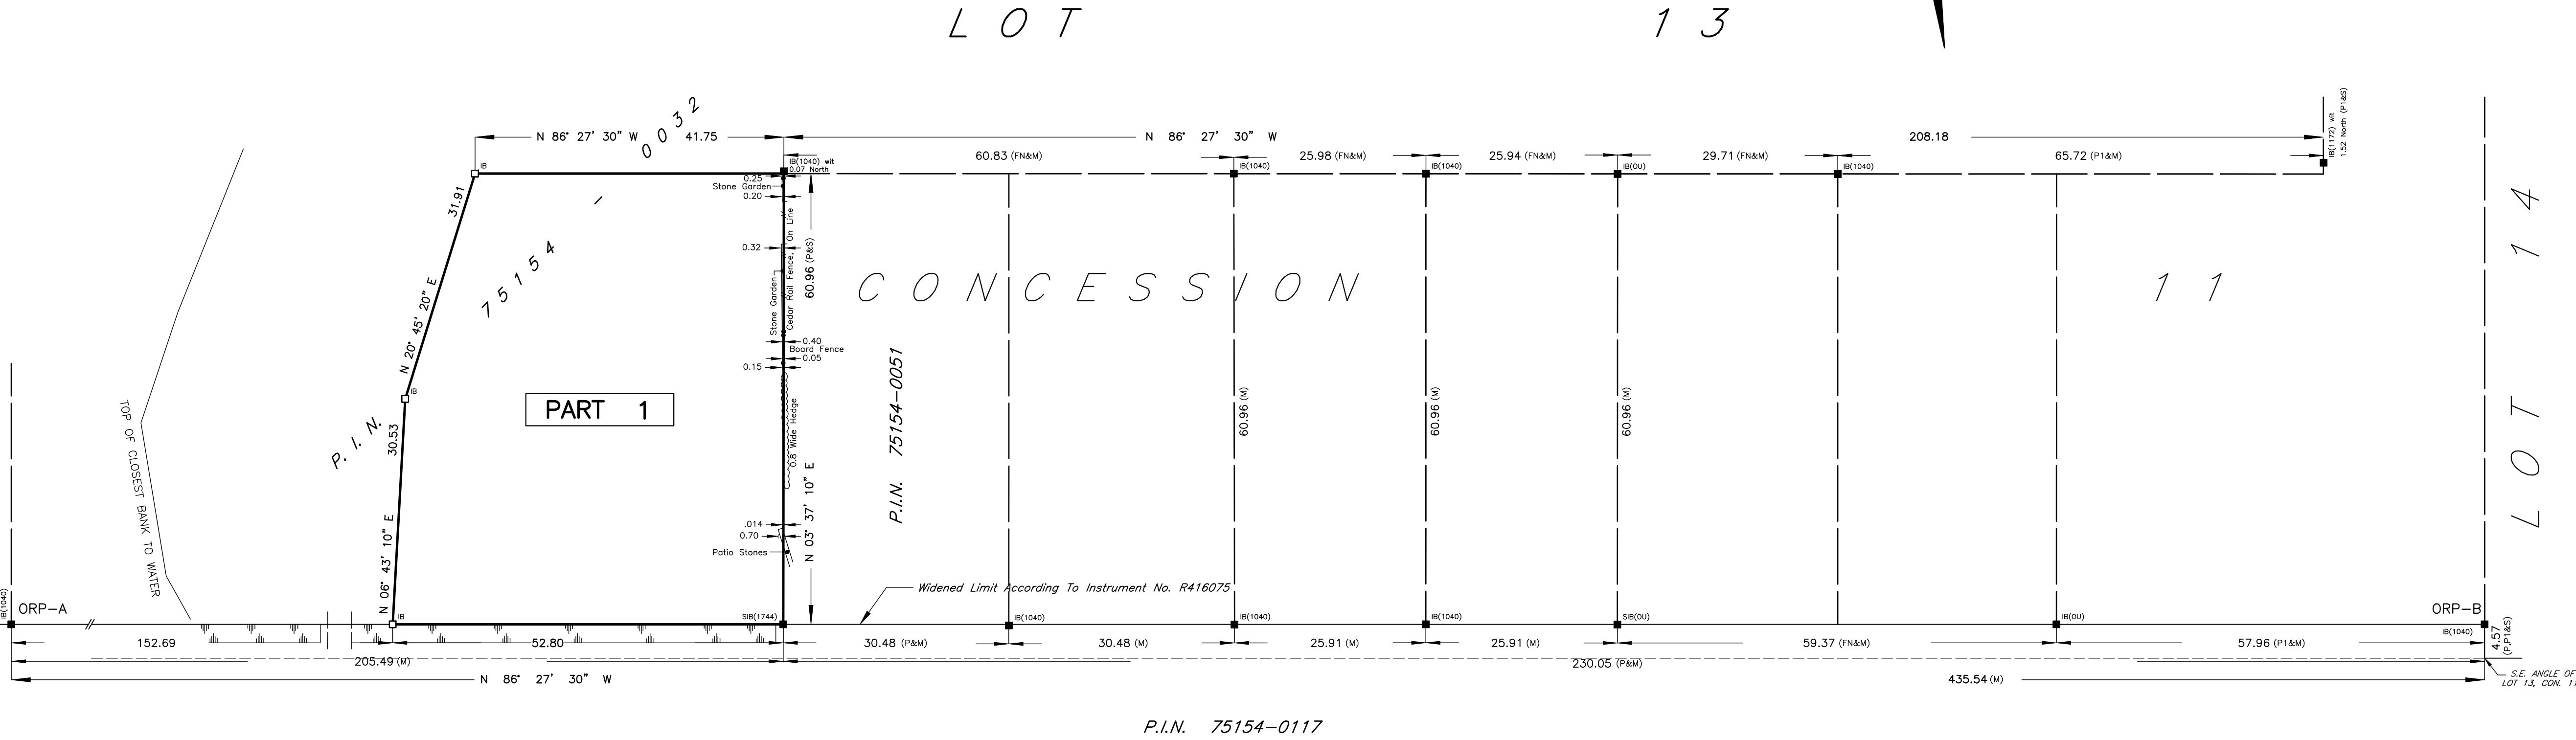 LOT 13
N 86° 27' 30" W 41.75
N 86° 27' 30" W 208.18
60.83 (FN&M)
25.98 (FN&M)
25.94 (FN&M)
29.71 (FN&M)
65.72 (P1&M)
IB(1172) wit
1.52 North (P1&S)
0032
IB
IB(1040) wit
0.07 North
IB(1040)
IB(1040)
IB(OU)
IB(1040)
0.25
Stone Garden
0.20
31.91
N 20° 45' 20" E
0.32
Stone Garden
Cedar Rail Fence, On Line
60.96 (P&S)
75154 -
CONCESSION 11
LOT 14
0.40
Board Fence
0.05
0.15
IB
PART 1
P.I.N.
30.53
N 06° 43' 10" E
TOP OF CLOSEST BANK TO WATER
0.8 Wide Hedge
N 03° 37' 10" E
P.I.N. 75154-0051
60.96 (M)
60.96 (M)
60.96 (M)
.014
0.70
Patio Stones
Widened Limit According To Instrument No. R416075
IB(1040)
ORP-A
IB
SIB(1744)
IB(1040)
IB(1040)
IB(1040)
SIB(OU)
IB(OU)
ORP-B
IB(1040)
152.69
52.80
30.48 (P&M)
30.48 (M)
25.91 (M)
25.91 (M)
59.37 (FN&M)
57.96 (P1&M)
4.57
(P,P1&S)
205.49 (M)
230.05 (P&M)
N 86° 27' 30" W
435.54 (M)
S.E. ANGLE OF
LOT 13, CON. 11
P.I.N. 75154-0117